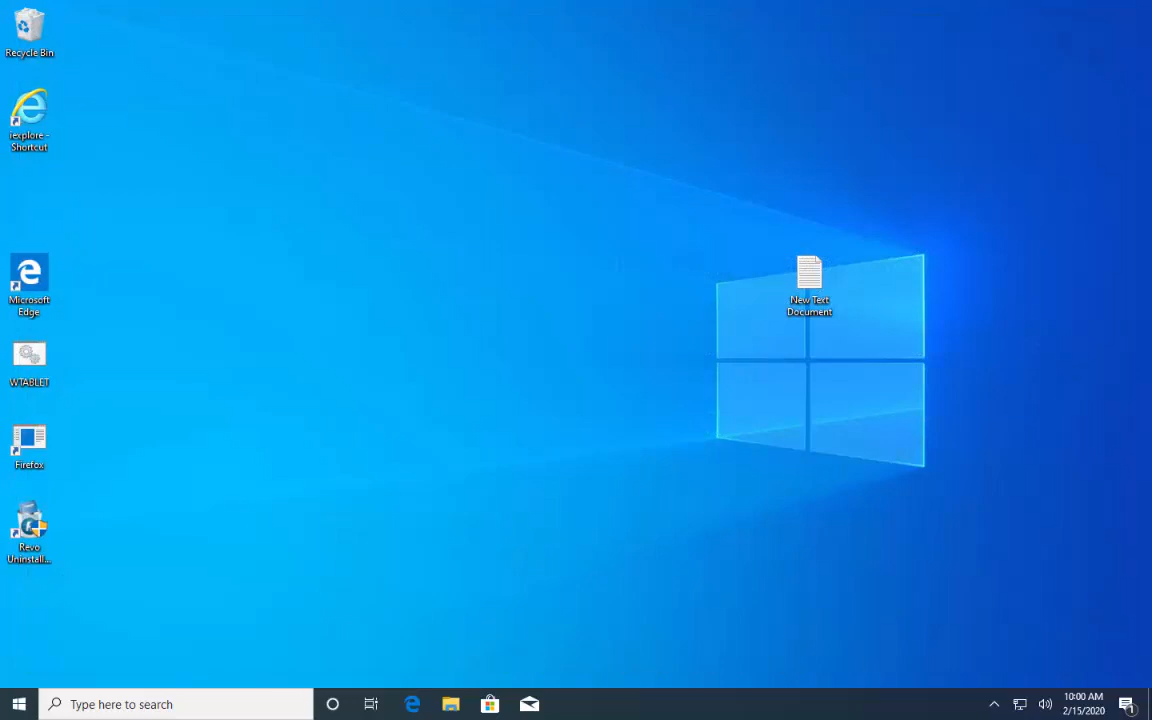 Recycle Bin
iexplore -
Shortcut
Microsoft
Edge
WTABLET
Firefox
Revo
Uninstall...
New Text
Document
Type here to search
10:00 AM
2/15/2020
1